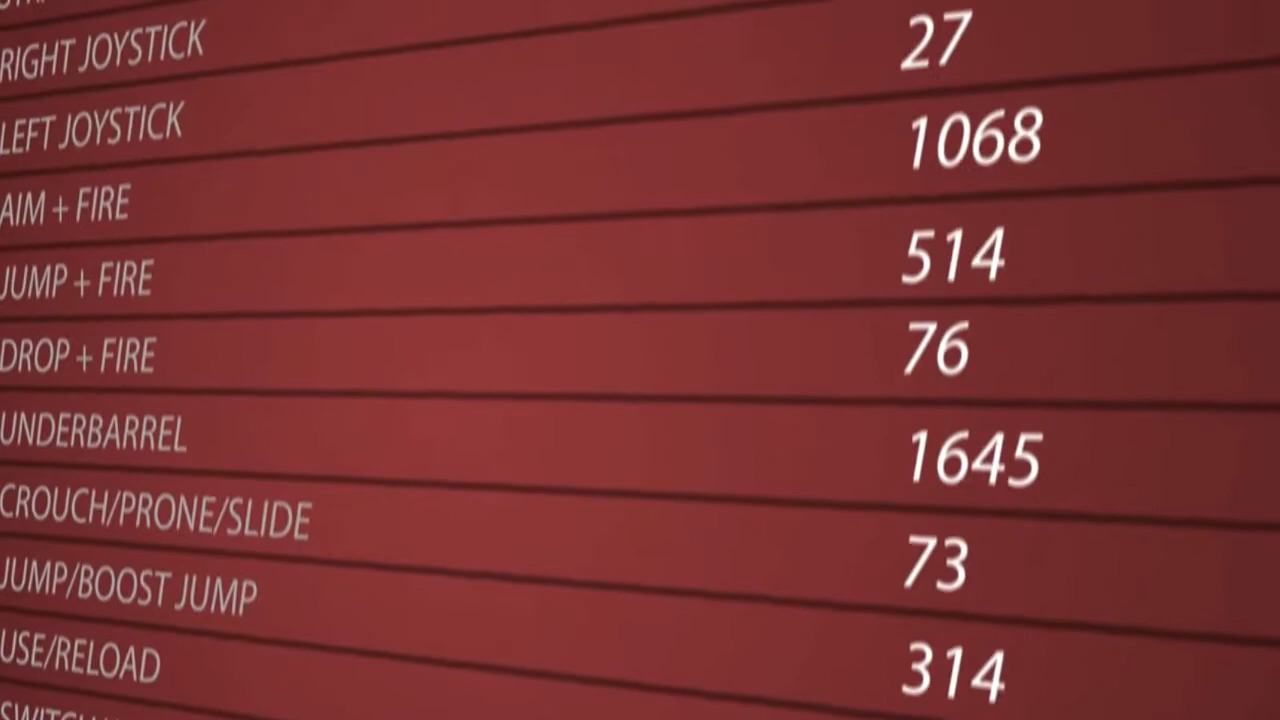 RIGHT JOYSTICK
LEFT JOYSTICK 27
AIM + FIRE 1068
JUMP + FIRE 514
DROP + FIRE 76
UNDERBARREL 1645
CROUCH/PRONE/SLIDE 73
JUMP/BOOST JUMP 314
USE/RELOAD